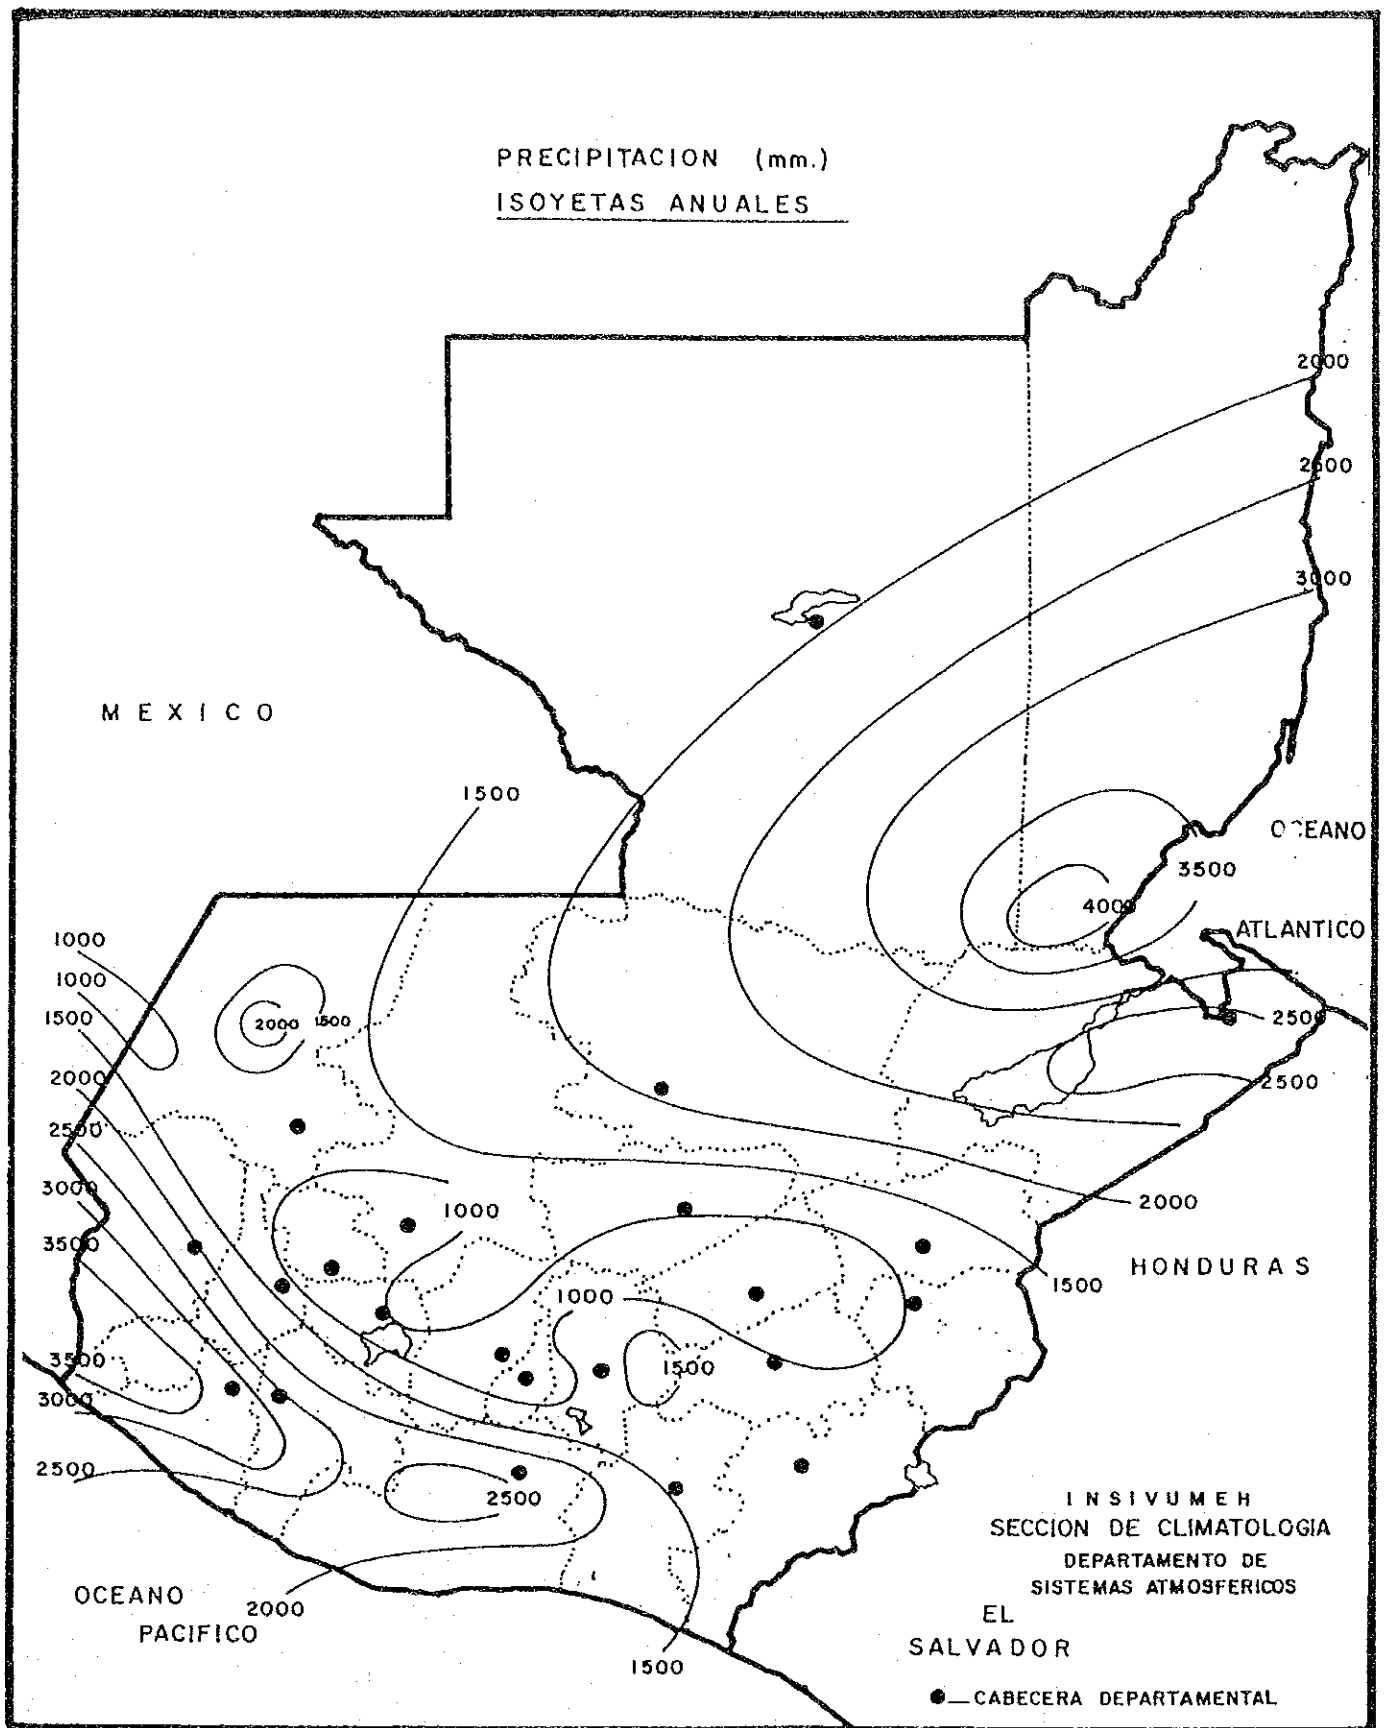 PRECIPITACION (mm.)
ISOYETAS ANUALES
2000
2500
3000
MEXICO
1500
OCEANO
3500
4000
ATLANTICO
1000
1000
1500
2000
1500
2500
2000
2500
2500
3000
2000
1000
3500
HONDURAS
1500
1000
3500
1500
3000
2500
2500
INSIVUMEH
SECCION DE CLIMATOLOGIA
DEPARTAMENTO DE
SISTEMAS ATMOSFERICOS
OCEANO
PACIFICO
2000
EL
SALVADOR
1500
●—CABECERA DEPARTAMENTAL